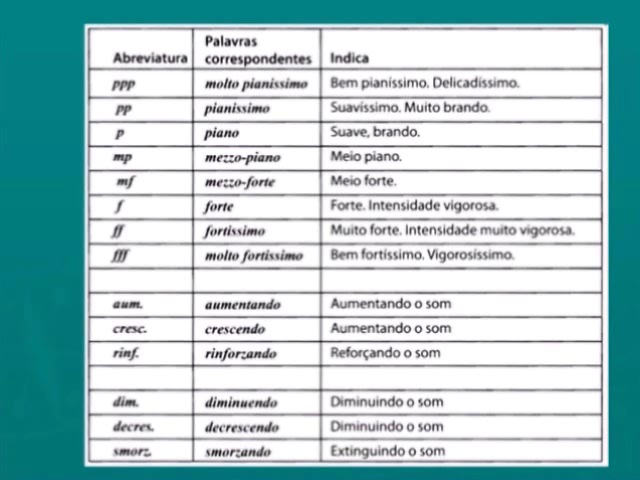 Abreviatura Palavras correspondentes Indica
ppp molto pianissimo Bem pianíssimo. Delicadíssimo.
pp pianissimo Suavíssimo. Muito brando.
p piano Suave, brando.
mp mezzo-piano Meio piano.
mf mezzo-forte Meio forte.
f forte Forte. Intensidade vigorosa.
ff fortissimo Muito forte. Intensidade muito vigorosa.
fff molto fortissimo Bem fortíssimo. Vigorosíssimo.
aum. aumentando Aumentando o som
cresc. crescendo Aumentando o som
rinf. rinforzando Reforçando o som
dim. diminuendo Diminuindo o som
decres. decrescendo Diminuindo o som
smorz. smorzando Extinguindo o som